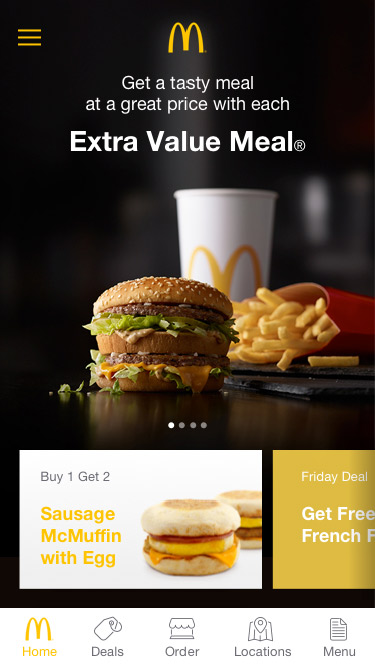 Get a tasty meal
at a great price with each
Extra Value Meal®
Buy 1 Get 2
Sausage
McMuffin
with Egg
Friday Deal
Get Free
French F
Home
Deals
Order
Locations
Menu